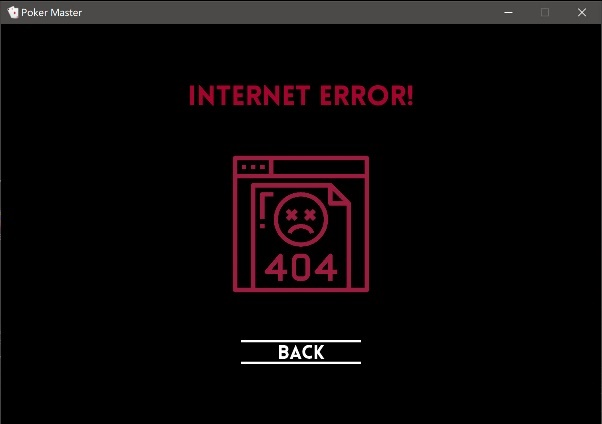 Poker Master
INTERNET ERROR!
404
BACK